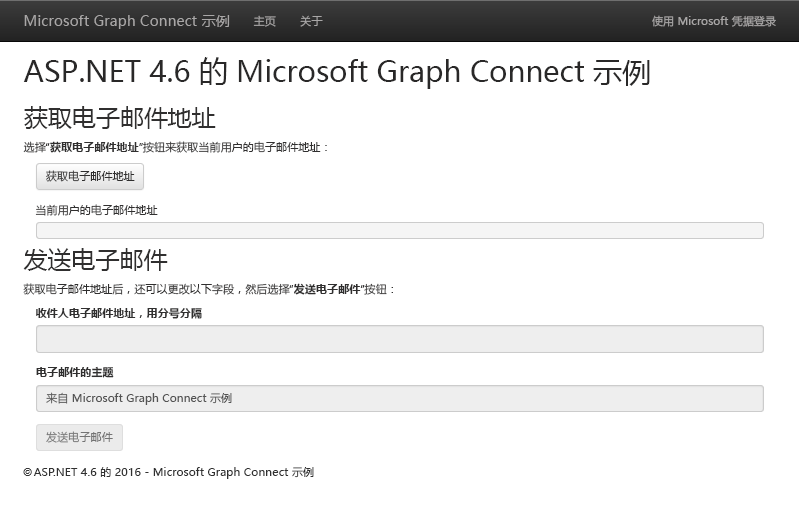 Microsoft Graph Connect 示例 主页 关于 使用 Microsoft 凭据登录
ASP.NET 4.6 的 Microsoft Graph Connect 示例
获取电子邮件地址
选择“获取电子邮件地址”按钮来获取当前用户的电子邮件地址：
获取电子邮件地址
当前用户的电子邮件地址
发送电子邮件
获取电子邮件地址后，还可以更改以下字段，然后选择“发送电子邮件”按钮：
收件人电子邮件地址，用分号分隔
电子邮件的主题
来自 Microsoft Graph Connect 示例
发送电子邮件
© ASP.NET 4.6 的 2016 - Microsoft Graph Connect 示例